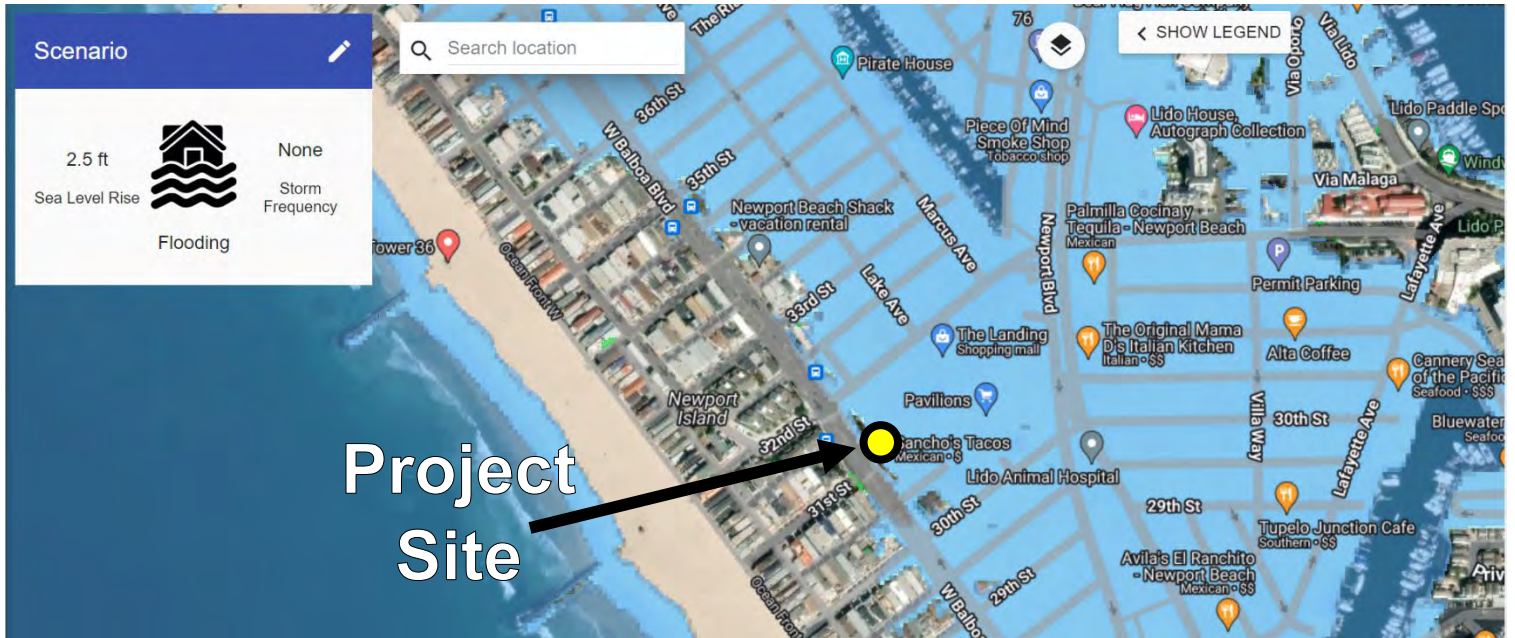 Scenario
Search location
SHOW LEGEND
2.5 ft
Sea Level Rise
None
Storm
Frequency
Flooding
Project
Site
76
Pirate House
36th St
W Balboa Blvd
35th St
Piece Of Mind
Smoke Shop
Tobacco shop
Lido House,
Autograph Collection
Via Oporto
Via Lido
Lido Paddle
Via Malaga
Tower 36
Ocean Front W
Newport Beach Shack
- vacation rental
Marcus Ave
Newport Blvd
Palmilla Cocina y
Tequila - Newport Beach
Mexican
Lafayette Ave
Permit Parking
33rd St
Lake Ave
The Landing
Shopping mall
The Original Mama
D's Italian Kitchen
Italian • $$
Alta Coffee
Cannery Sea
of the Pacific
Seafood • $$$
Newport
Island
Pavilions
32nd St
Sancho's Tacos
Mexican • $
Lido Animal Hospital
30th St
Villa Way
Lafayette Ave
Bluewater
31st St
30th St
29th St
Tupelo Junction Cafe
Southern • $$
Avila's El Ranchito
- Newport Beach
Mexican • $$
29th St
Ocean Front
W Balbo
Priv